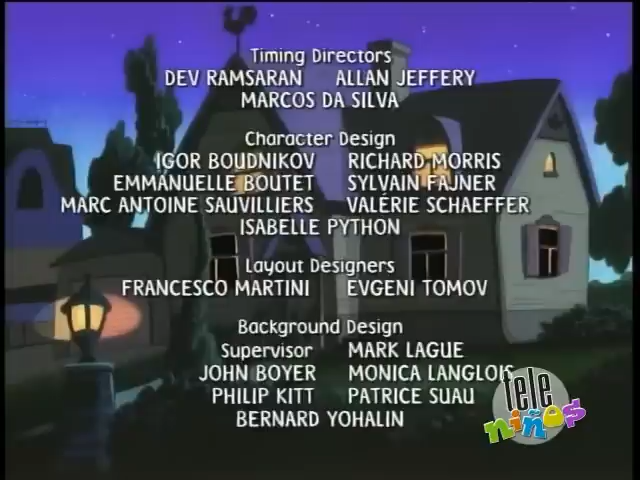 Timing Directors
DEV RAMSARAN ALLAN JEFFERY
MARCOS DA SILVA
Character Design
IGOR BOUDNIKOV RICHARD MORRIS
EMMANUELLE BOUTET SYLVAIN FAJNER
MARC ANTOINE SAUVILLIERS VALÉRIE SCHAEFFER
ISABELLE PYTHON
Layout Designers
FRANCESCO MARTINI EVGENI TOMOV
Background Design
Supervisor MARK LAGUE
JOHN BOYER MONICA LANGLOIS
PHILIP KITT PATRICE SUAU
BERNARD YOHALIN
tele
niños